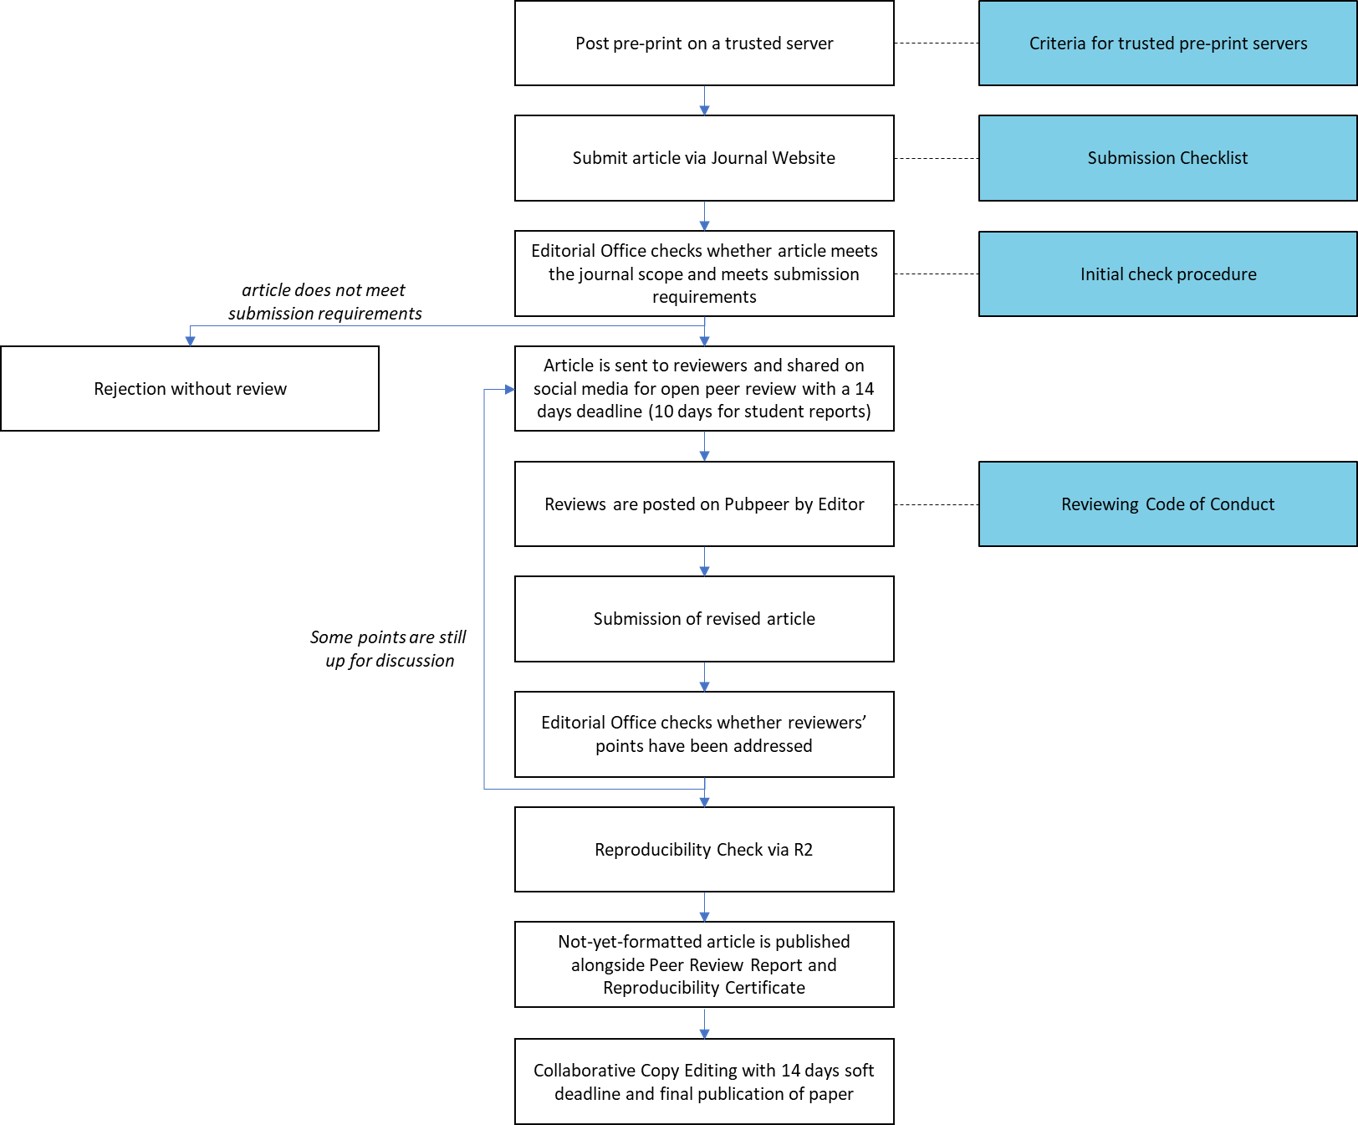 Post pre-print on a trusted server
Criteria for trusted pre-print servers
Submit article via Journal Website
Submission Checklist
Editorial Office checks whether article meets
the journal scope and meets submission
requirements
Initial check procedure
article does not meet
submission requirements
Rejection without review
Article is sent to reviewers and shared on
social media for open peer review with a 14
days deadline (10 days for student reports)
Reviews are posted on Pubpeer by Editor
Reviewing Code of Conduct
Submission of revised article
Some points are still
up for discussion
Editorial Office checks whether reviewers’
points have been addressed
Reproducibility Check via R2
Not-yet-formatted article is published
alongside Peer Review Report and
Reproducibility Certificate
Collaborative Copy Editing with 14 days soft
deadline and final publication of paper